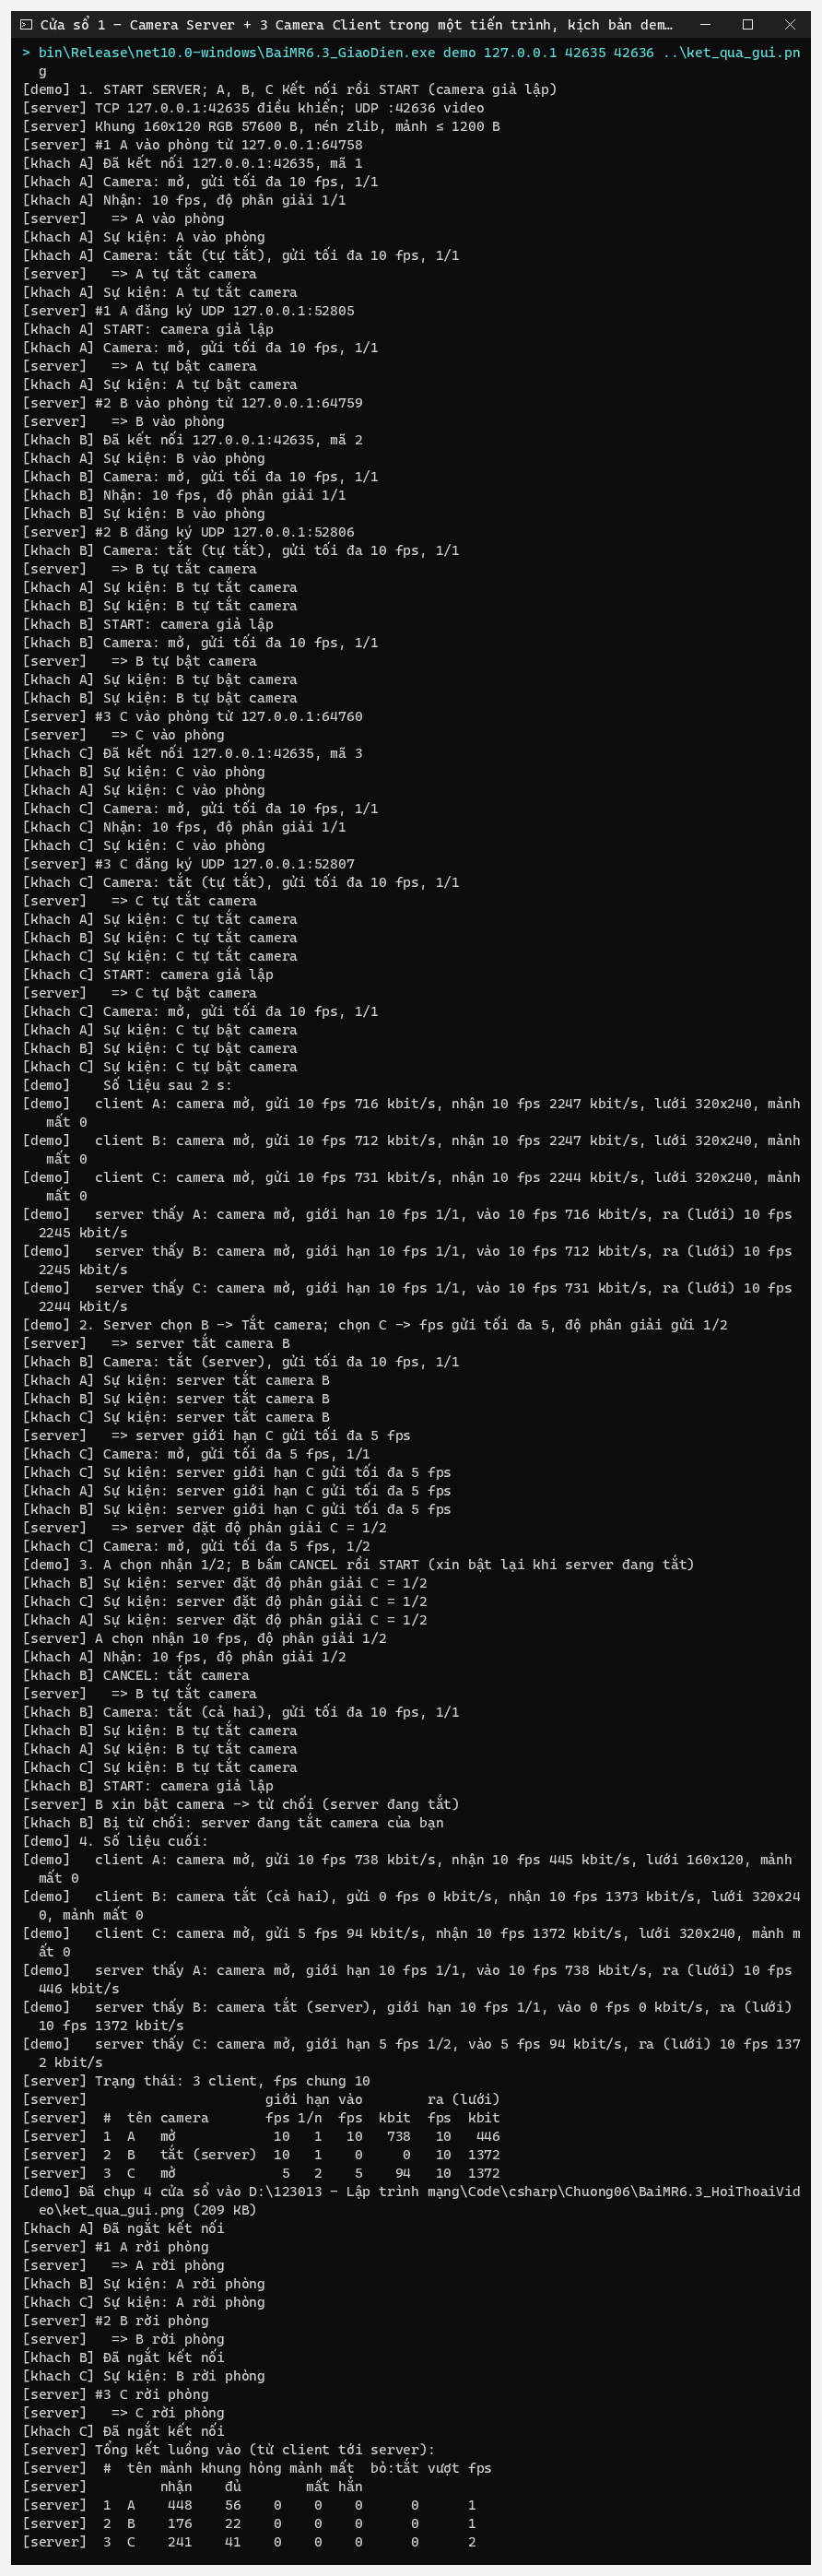 Cửa sổ 1 – Camera Server + 3 Camera Client trong một tiến trình, kịch bản dem…
> bin\Release\net10.0-windows\BaiMR6.3_GiaoDien.exe demo 127.0.0.1 42635 42636 ..\ket_qua_gui.pn
g
[demo] 1. START SERVER; A, B, C Kết nối rồi START (camera giả lập)
[server] TCP 127.0.0.1:42635 điều khiển; UDP :42636 video
[server] Khung 160x120 RGB 57600 B, nén zlib, mảnh ≤ 1200 B
[server] #1 A vào phòng từ 127.0.0.1:64758
[khach A] Đã kết nối 127.0.0.1:42635, mã 1
[khach A] Camera: mở, gửi tối đa 10 fps, 1/1
[khach A] Nhận: 10 fps, độ phân giải 1/1
[server]   => A vào phòng
[khach A] Sự kiện: A vào phòng
[khach A] Camera: tắt (tự tắt), gửi tối đa 10 fps, 1/1
[server]   => A tự tắt camera
[khach A] Sự kiện: A tự tắt camera
[server] #1 A đăng ký UDP 127.0.0.1:52805
[khach A] START: camera giả lập
[khach A] Camera: mở, gửi tối đa 10 fps, 1/1
[server]   => A tự bật camera
[khach A] Sự kiện: A tự bật camera
[server] #2 B vào phòng từ 127.0.0.1:64759
[server]   => B vào phòng
[khach B] Đã kết nối 127.0.0.1:42635, mã 2
[khach A] Sự kiện: B vào phòng
[khach B] Camera: mở, gửi tối đa 10 fps, 1/1
[khach B] Nhận: 10 fps, độ phân giải 1/1
[khach B] Sự kiện: B vào phòng
[server] #2 B đăng ký UDP 127.0.0.1:52806
[khach B] Camera: tắt (tự tắt), gửi tối đa 10 fps, 1/1
[server]   => B tự tắt camera
[khach A] Sự kiện: B tự tắt camera
[khach B] Sự kiện: B tự tắt camera
[khach B] START: camera giả lập
[khach B] Camera: mở, gửi tối đa 10 fps, 1/1
[server]   => B tự bật camera
[khach A] Sự kiện: B tự bật camera
[khach B] Sự kiện: B tự bật camera
[server] #3 C vào phòng từ 127.0.0.1:64760
[server]   => C vào phòng
[khach C] Đã kết nối 127.0.0.1:42635, mã 3
[khach B] Sự kiện: C vào phòng
[khach A] Sự kiện: C vào phòng
[khach C] Camera: mở, gửi tối đa 10 fps, 1/1
[khach C] Nhận: 10 fps, độ phân giải 1/1
[khach C] Sự kiện: C vào phòng
[server] #3 C đăng ký UDP 127.0.0.1:52807
[khach C] Camera: tắt (tự tắt), gửi tối đa 10 fps, 1/1
[server]   => C tự tắt camera
[khach A] Sự kiện: C tự tắt camera
[khach B] Sự kiện: C tự tắt camera
[khach C] Sự kiện: C tự tắt camera
[khach C] START: camera giả lập
[server]   => C tự bật camera
[khach C] Camera: mở, gửi tối đa 10 fps, 1/1
[khach A] Sự kiện: C tự bật camera
[khach B] Sự kiện: C tự bật camera
[khach C] Sự kiện: C tự bật camera
[demo]    Số liệu sau 2 s:
[demo]   client A: camera mở, gửi 10 fps 716 kbit/s, nhận 10 fps 2247 kbit/s, lưới 320x240, mảnh
mất 0
[demo]   client B: camera mở, gửi 10 fps 712 kbit/s, nhận 10 fps 2247 kbit/s, lưới 320x240, mảnh
mất 0
[demo]   client C: camera mở, gửi 10 fps 731 kbit/s, nhận 10 fps 2244 kbit/s, lưới 320x240, mảnh
mất 0
[demo]   server thấy A: camera mở, giới hạn 10 fps 1/1, vào 10 fps 716 kbit/s, ra (lưới) 10 fps
2245 kbit/s
[demo]   server thấy B: camera mở, giới hạn 10 fps 1/1, vào 10 fps 712 kbit/s, ra (lưới) 10 fps
2245 kbit/s
[demo]   server thấy C: camera mở, giới hạn 10 fps 1/1, vào 10 fps 731 kbit/s, ra (lưới) 10 fps
2244 kbit/s
[demo] 2. Server chọn B -> Tắt camera; chọn C -> fps gửi tối đa 5, độ phân giải gửi 1/2
[server]   => server tắt camera B
[khach B] Camera: tắt (server), gửi tối đa 10 fps, 1/1
[khach A] Sự kiện: server tắt camera B
[khach B] Sự kiện: server tắt camera B
[khach C] Sự kiện: server tắt camera B
[server]   => server giới hạn C gửi tối đa 5 fps
[khach C] Camera: mở, gửi tối đa 5 fps, 1/1
[khach C] Sự kiện: server giới hạn C gửi tối đa 5 fps
[khach A] Sự kiện: server giới hạn C gửi tối đa 5 fps
[khach B] Sự kiện: server giới hạn C gửi tối đa 5 fps
[server]   => server đặt độ phân giải C = 1/2
[khach C] Camera: mở, gửi tối đa 5 fps, 1/2
[demo] 3. A chọn nhận 1/2; B bấm CANCEL rồi START (xin bật lại khi server đang tắt)
[khach B] Sự kiện: server đặt độ phân giải C = 1/2
[khach C] Sự kiện: server đặt độ phân giải C = 1/2
[khach A] Sự kiện: server đặt độ phân giải C = 1/2
[server] A chọn nhận 10 fps, độ phân giải 1/2
[khach A] Nhận: 10 fps, độ phân giải 1/2
[khach B] CANCEL: tắt camera
[server]   => B tự tắt camera
[khach B] Camera: tắt (cả hai), gửi tối đa 10 fps, 1/1
[khach B] Sự kiện: B tự tắt camera
[khach A] Sự kiện: B tự tắt camera
[khach C] Sự kiện: B tự tắt camera
[khach B] START: camera giả lập
[server] B xin bật camera -> từ chối (server đang tắt)
[khach B] Bị từ chối: server đang tắt camera của bạn
[demo] 4. Số liệu cuối:
[demo]   client A: camera mở, gửi 10 fps 738 kbit/s, nhận 10 fps 445 kbit/s, lưới 160x120, mảnh
mất 0
[demo]   client B: camera tắt (cả hai), gửi 0 fps 0 kbit/s, nhận 10 fps 1373 kbit/s, lưới 320x24
0, mảnh mất 0
[demo]   client C: camera mở, gửi 5 fps 94 kbit/s, nhận 10 fps 1372 kbit/s, lưới 320x240, mảnh m
ất 0
[demo]   server thấy A: camera mở, giới hạn 10 fps 1/1, vào 10 fps 738 kbit/s, ra (lưới) 10 fps
446 kbit/s
[demo]   server thấy B: camera tắt (server), giới hạn 10 fps 1/1, vào 0 fps 0 kbit/s, ra (lưới)
10 fps 1372 kbit/s
[demo]   server thấy C: camera mở, giới hạn 5 fps 1/2, vào 5 fps 94 kbit/s, ra (lưới) 10 fps 137
2 kbit/s
[server] Trạng thái: 3 client, fps chung 10
[server]                      giới hạn vào        ra (lưới)
[server]  #  tên camera       fps 1/n  fps  kbit  fps  kbit
[server]  1  A   mở            10   1   10   738   10   446
[server]  2  B   tắt (server)  10   1    0     0   10  1372
[server]  3  C   mở             5   2    5    94   10  1372
[demo] Đã chụp 4 cửa sổ vào D:\123013 - Lập trình mạng\Code\csharp\Chuong06\BaiMR6.3_HoiThoaiVid
eo\ket_qua_gui.png (209 KB)
[khach A] Đã ngắt kết nối
[server] #1 A rời phòng
[server]   => A rời phòng
[khach B] Sự kiện: A rời phòng
[khach C] Sự kiện: A rời phòng
[server] #2 B rời phòng
[server]   => B rời phòng
[khach B] Đã ngắt kết nối
[khach C] Sự kiện: B rời phòng
[server] #3 C rời phòng
[server]   => C rời phòng
[khach C] Đã ngắt kết nối
[server] Tổng kết luồng vào (từ client tới server):
[server]  #  tên mảnh khung hỏng mảnh mất  bỏ:tắt vượt fps
[server]         nhận    đủ        mất hẳn
[server]  1  A    448    56    0    0    0      0      1
[server]  2  B    176    22    0    0    0      0      1
[server]  3  C    241    41    0    0    0      0      2